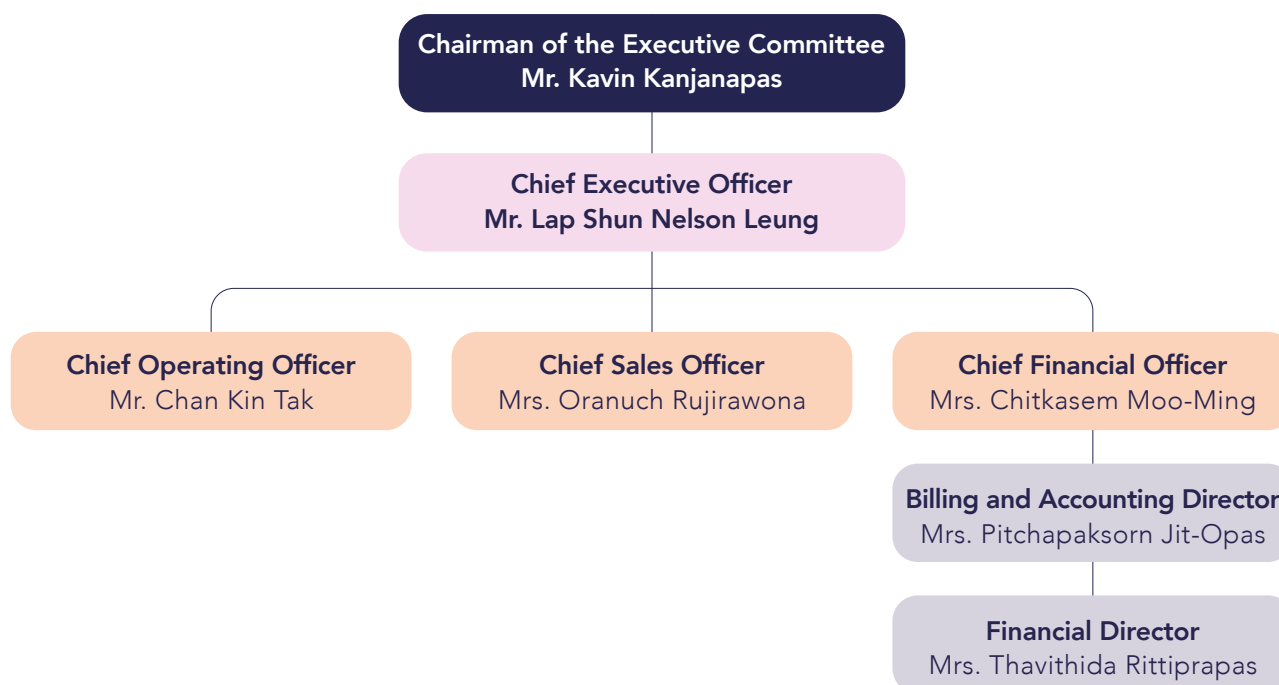 Chairman of the Executive Committee
Mr. Kavin Kanjanapas
Chief Executive Officer
Mr. Lap Shun Nelson Leung
Chief Operating Officer
Mr. Chan Kin Tak
Chief Sales Officer
Mrs. Oranuch Rujirawona
Chief Financial Officer
Mrs. Chitkasem Moo-Ming
Billing and Accounting Director
Mrs. Pitchapaksorn Jit-Opas
Financial Director
Mrs. Thavithida Rittiprapas